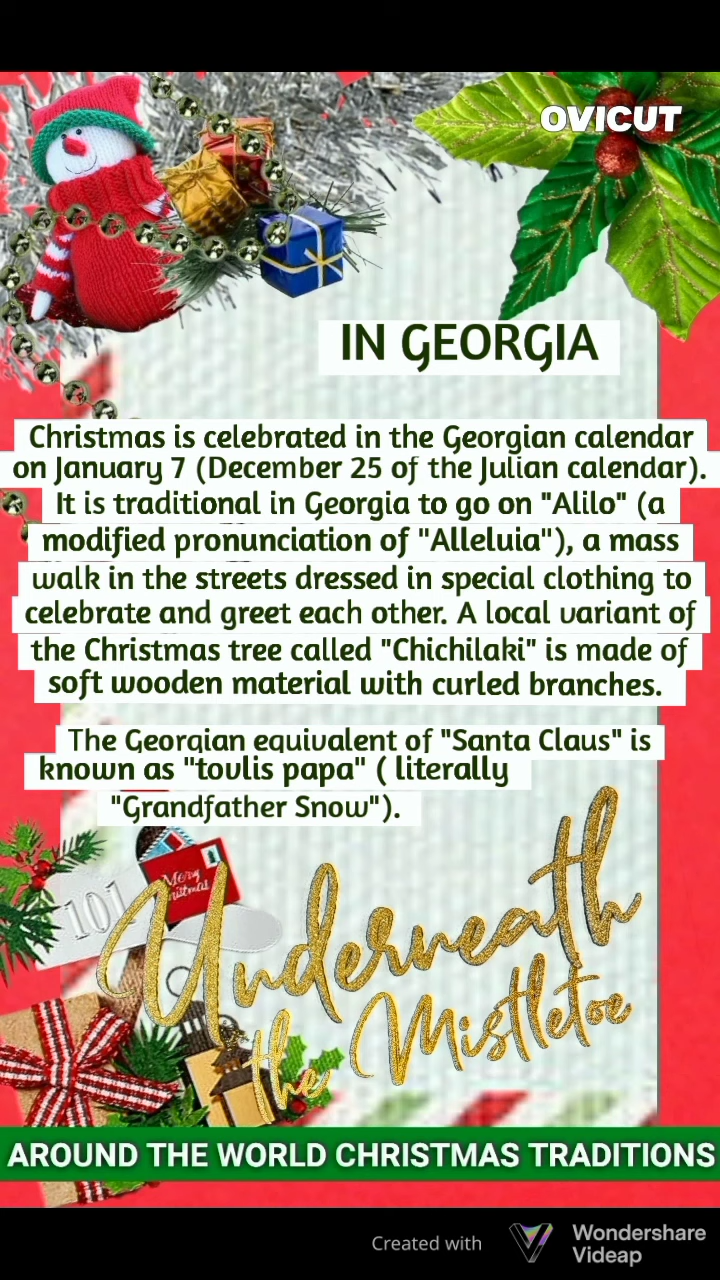 OVICUT
IN GEORGIA
Christmas is celebrated in the Georgian calendar
on January 7 (December 25 of the Julian calendar).
It is traditional in Georgia to go on "Alilo" (a
modified pronunciation of "Alleluia"), a mass
walk in the streets dressed in special clothing to
celebrate and greet each other. A local variant of
the Christmas tree called "Chichilaki" is made of
soft wooden material with curled branches.
The Georgian equivalent of "Santa Claus" is
known as "tovlis papa" ( literally
"Grandfather Snow").
101
Merry
Underneath
the Mistletoe
AROUND THE WORLD CHRISTMAS TRADITIONS
Created with
Wondershare
Videap